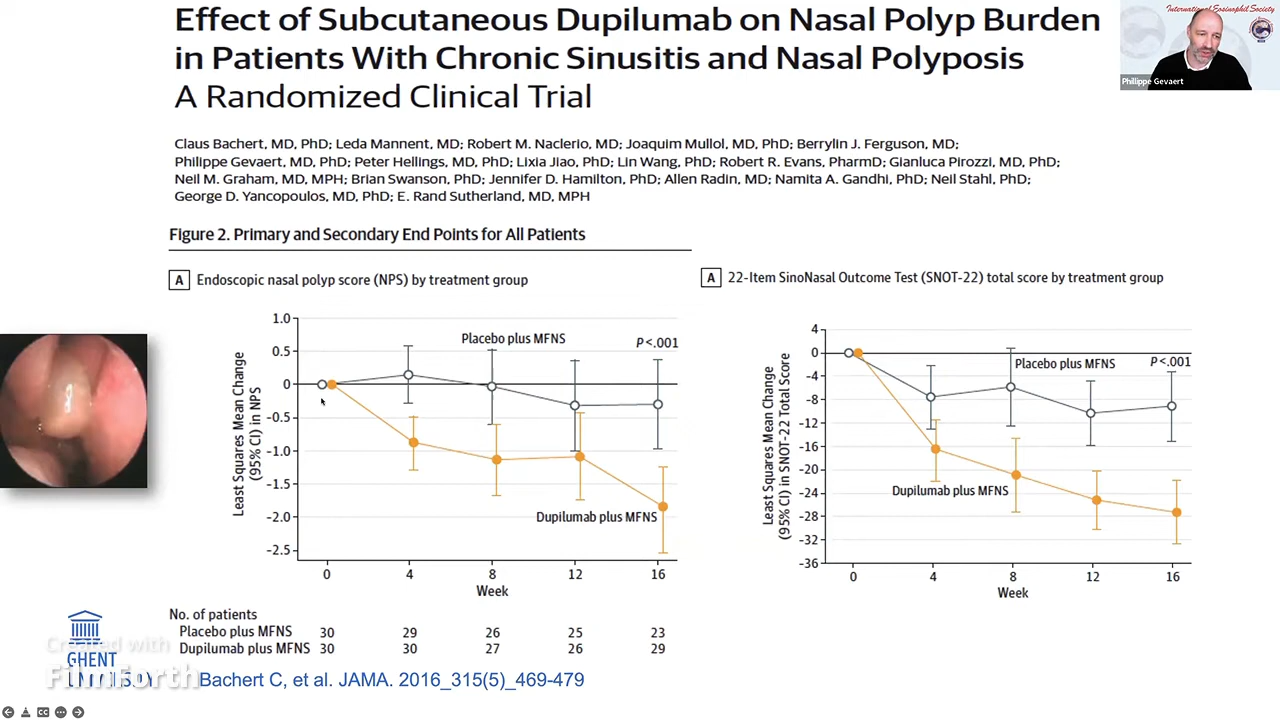 Effect of Subcutaneous Dupilumab on Nasal Polyp Burden
in Patients With Chronic Sinusitis and Nasal Polyposis
A Randomized Clinical Trial
International Eosinophil Society
Philippe Gevaert
Claus Bachert, MD, PhD; Leda Mannent, MD; Robert M. Naclerio, MD; Joaquim Mullol, MD, PhD; Berrylin J. Ferguson, MD;
Philippe Gevaert, MD, PhD; Peter Hellings, MD, PhD; Lixia Jiao, PhD; Lin Wang, PhD; Robert R. Evans, PharmD; Gianluca Pirozzi, MD, PhD;
Neil M. Graham, MD, MPH; Brian Swanson, PhD; Jennifer D. Hamilton, PhD; Allen Radin, MD; Namita A. Gandhi, PhD; Neil Stahl, PhD;
George D. Yancopoulos, MD, PhD; E. Rand Sutherland, MD, MPH
Figure 2. Primary and Secondary End Points for All Patients
A Endoscopic nasal polyp score (NPS) by treatment group
Least Squares Mean Change
(95% CI) in NPS
1.0
0.5
0
-0.5
-1.0
-1.5
-2.0
-2.5
Placebo plus MFNS
P<.001
Dupilumab plus MFNS
0 4 8 12 16
Week
No. of patients
Placebo plus MFNS 30 29 26 25 23
Dupilumab plus MFNS 30 30 27 26 29
A 22-Item SinoNasal Outcome Test (SNOT-22) total score by treatment group
Least Squares Mean Change
(95% CI) in SNOT-22 Total Score
4
0
-4
-8
-12
-16
-20
-24
-28
-32
-36
Placebo plus MFNS
P<.001
Dupilumab plus MFNS
0 4 8 12 16
Week
Created with
FilmForth
GHENT
Bachert C, et al. JAMA. 2016_315(5)_469-479